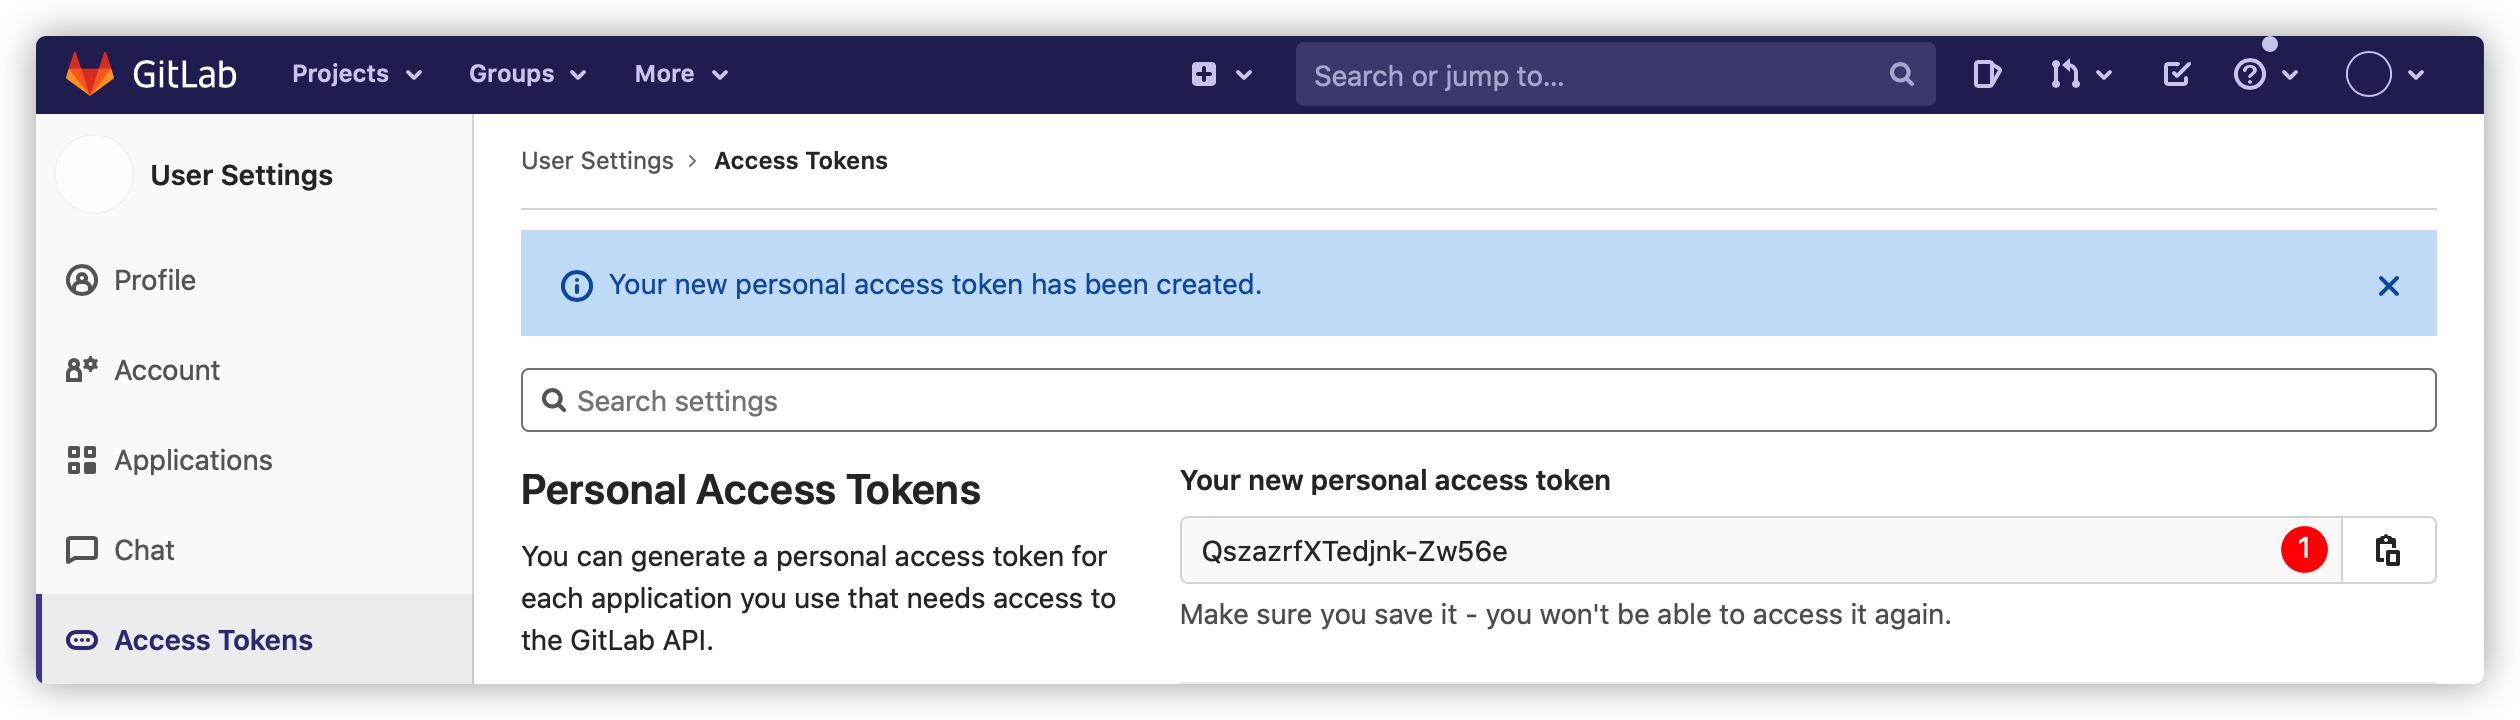 GitLab Projects Groups More Search or jump to...
User Settings
Profile
Account
Applications
Chat
Access Tokens
User Settings › Access Tokens
Your new personal access token has been created.
Search settings
Personal Access Tokens
You can generate a personal access token for
each application you use that needs access to
the GitLab API.
Your new personal access token
QszazrfXTedjnk-Zw56e
1
Make sure you save it - you won't be able to access it again.